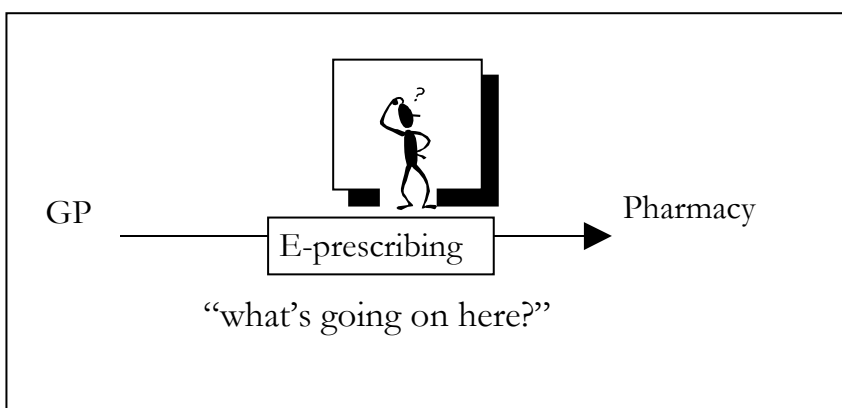 ?
GP
Pharmacy
E-prescribing
“what’s going on here?”